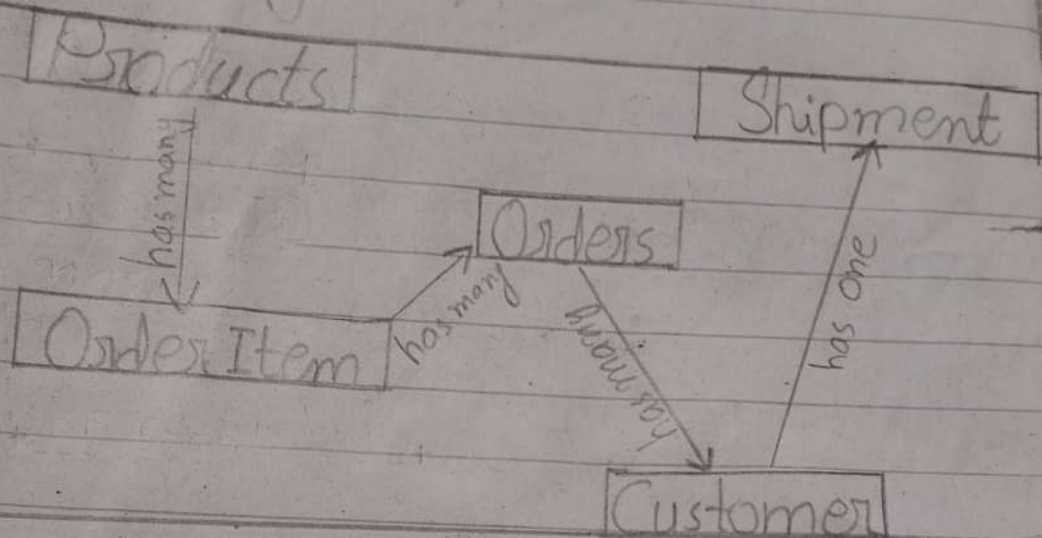 Products
Shipment
has many
Orders
Order Item
has many
has many
has one
Customer